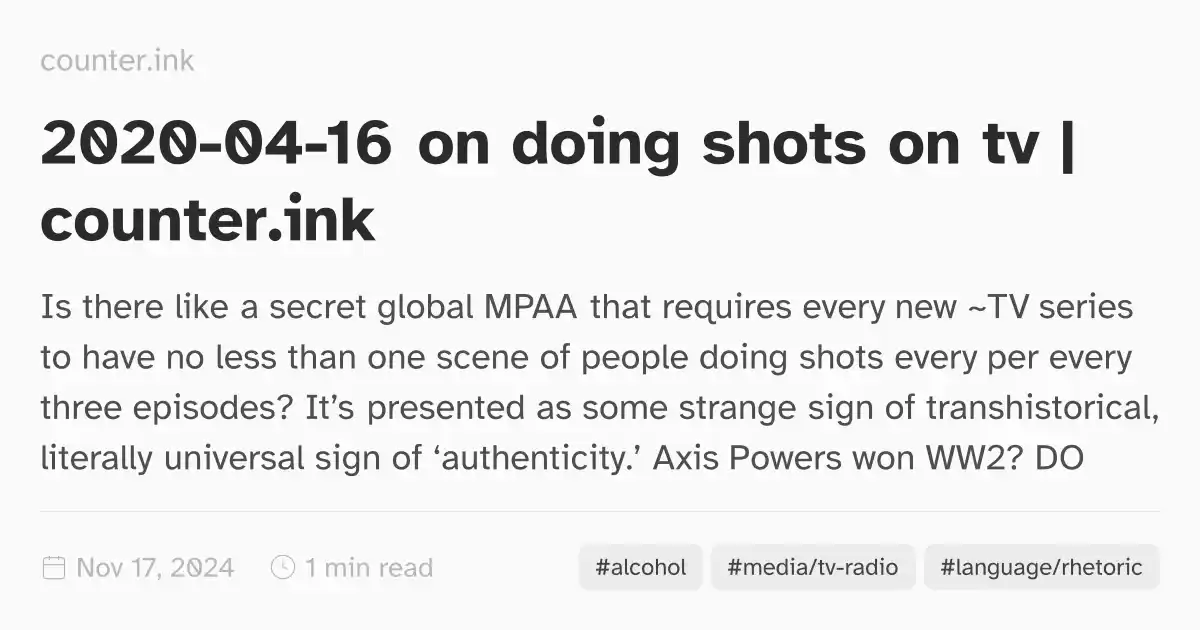 counter.ink
2020-04-16 on doing shots on tv |
counter.ink
Is there like a secret global MPAA that requires every new ~TV series
to have no less than one scene of people doing shots every per every
three episodes? It’s presented as some strange sign of transhistorical,
literally universal sign of ‘authenticity.’ Axis Powers won WW2? DO
Nov 17, 2024 1 min read #alcohol #media/tv-radio #language/rhetoric